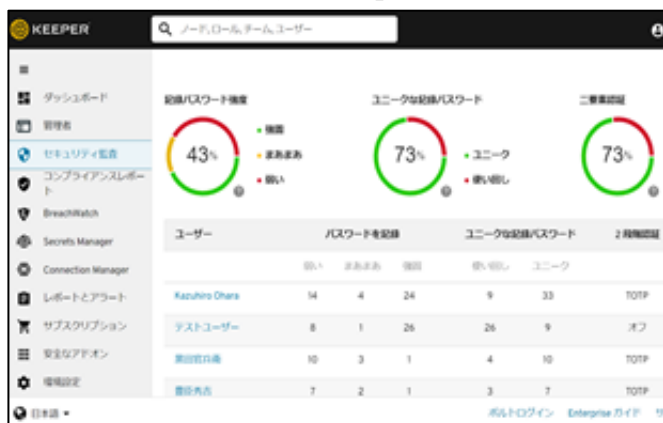 KEEPER
ノード,ロール,チーム,ユーザー
ダッシュボード
管理者
セキュリティ監査
コンプライアンスレポー
ト
BreachWatch
Secrets Manager
Connection Manager
レポートとアラート
サブスクリプション
安全なアドオン
環境設定
日本語
記録パスワード強度
43%
強固
まあまあ
弱い
ユニークな記録パスワード
73%
ユニーク
使い回し
二要素認証
73%
ユーザー パスワードを記録 ユニークな記録パスワード 2 段階認証
弱い まあまあ 強固 使い回し ユニーク
Kazuhiro Ohara 14 4 24 9 33 TOTP
テストユーザー 8 1 26 26 9 オフ
黒田官兵衛 10 3 1 4 10 TOTP
豊臣秀吉 7 2 1 3 7 TOTP
ボルトログイン Enterprise ガイド サ